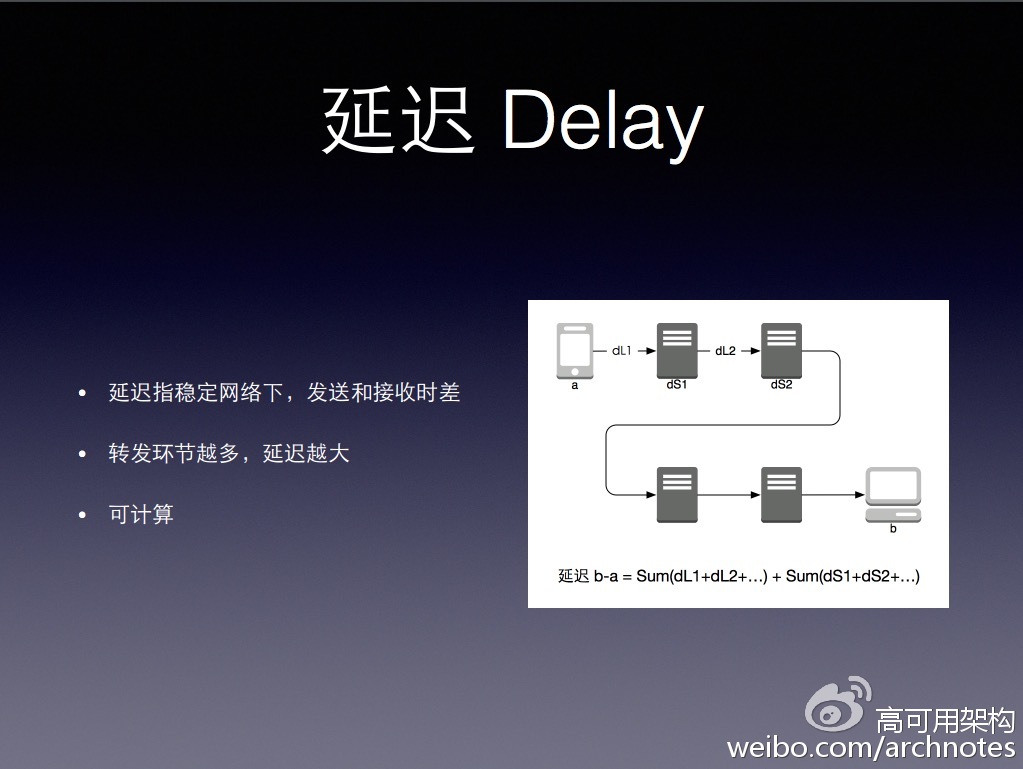 延迟 Delay
延迟指稳定网络下，发送和接收时差
转发环节越多，延迟越大
可计算
dL1
dL2
a
dS1
dS2
b
延迟 b-a = Sum(dL1+dL2+…) + Sum(dS1+dS2+…)
高可用架构
weibo.com/archnotes